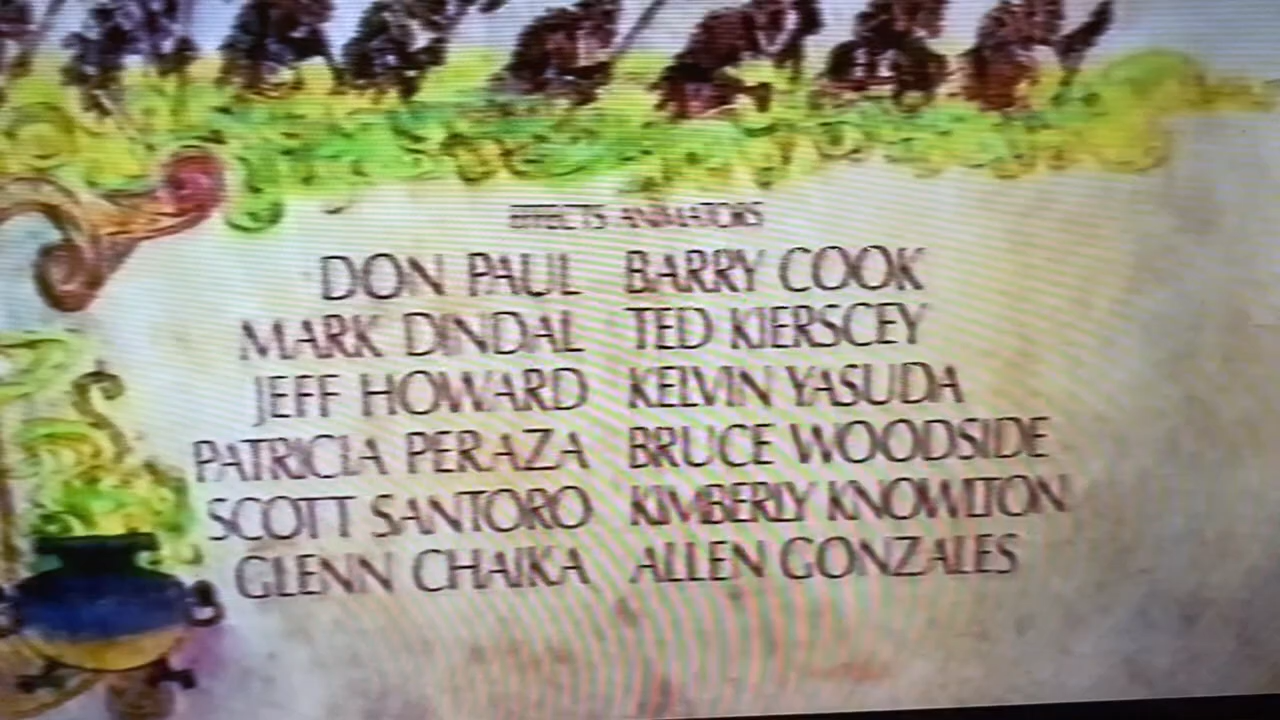 EFFECTS ANIMATORS
DON PAUL BARRY COOK
MARK DINDAL TED KIERSCEY
JEFF HOWARD KELVIN YASUDA
PATRICIA PERAZA BRUCE WOODSIDE
SCOTT SANTORO KIMBERLY KNOWLTON
GLENN CHAIKA ALLEN GONZALES